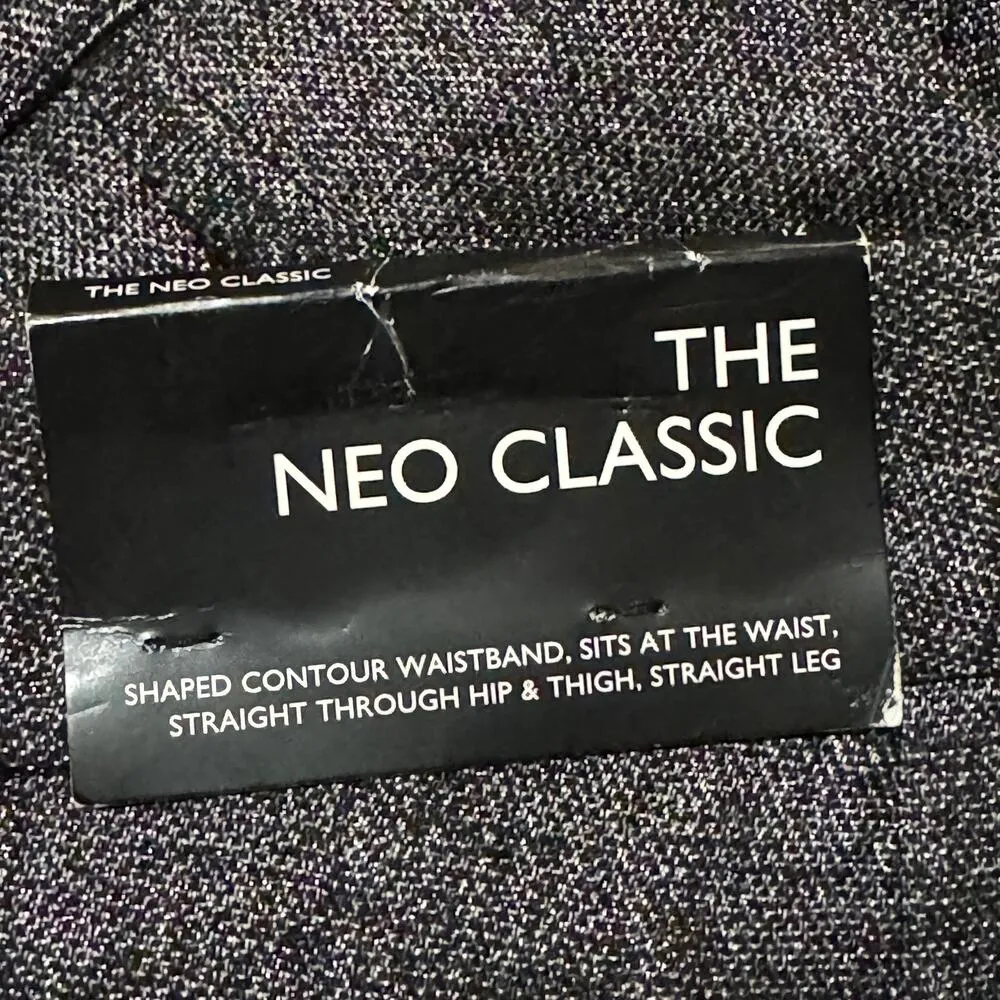 THE NEO CLASSIC
THE
NEO CLASSIC
SHAPED CONTOUR WAISTBAND, SITS AT THE WAIST,
STRAIGHT THROUGH HIP & THIGH, STRAIGHT LEG